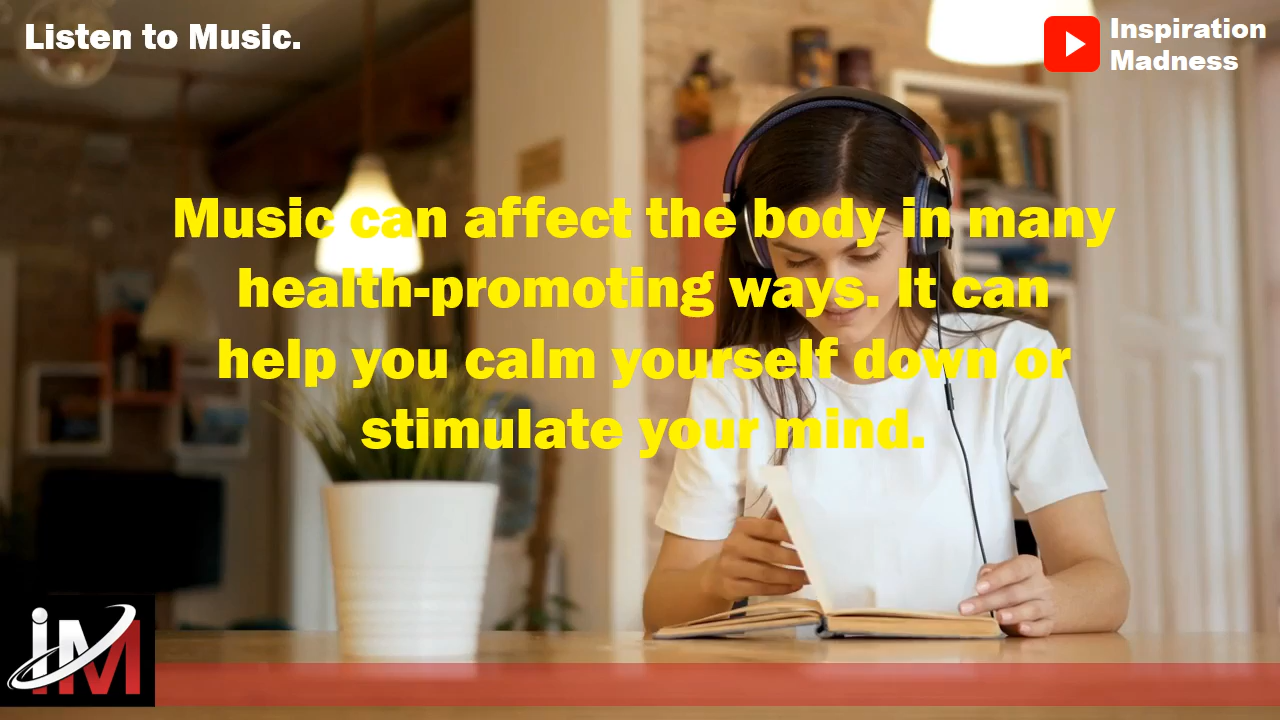 Listen to Music.
Inspiration
Madness
Music can affect the body in many
health-promoting ways. It can
help you calm yourself down or
stimulate your mind.
iM